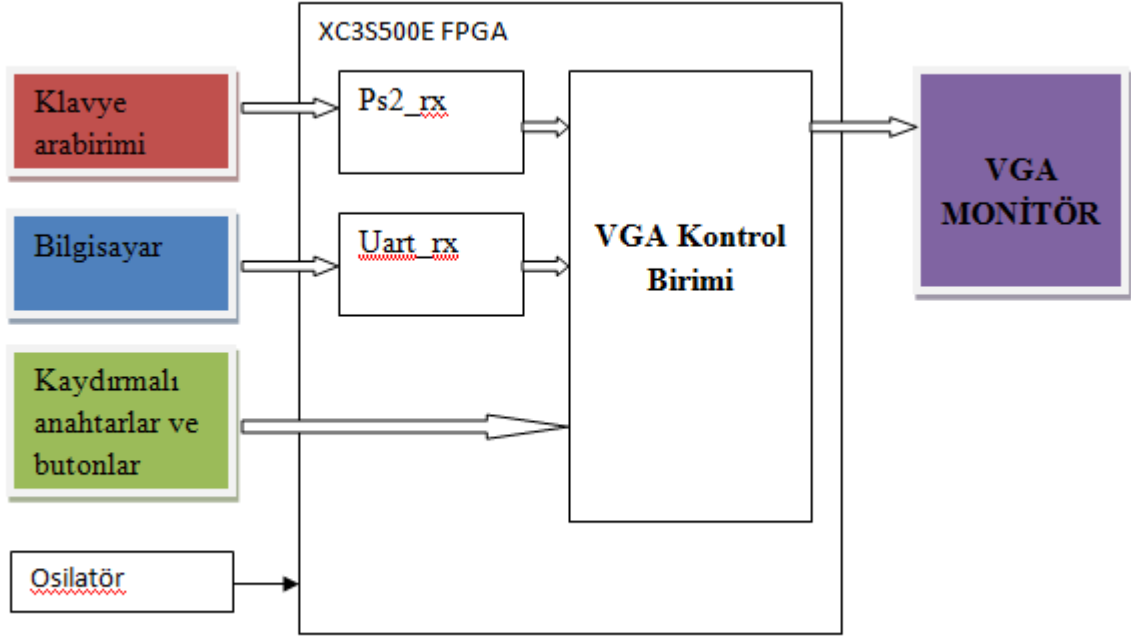 XC3S500E FPGA
Klavye
arabirimi
Ps2_rx
VGA
MONİTÖR
Bilgisayar
Uart_rx
VGA Kontrol
Birimi
Kaydırmalı
anahtarlar ve
butonlar
Osilatör